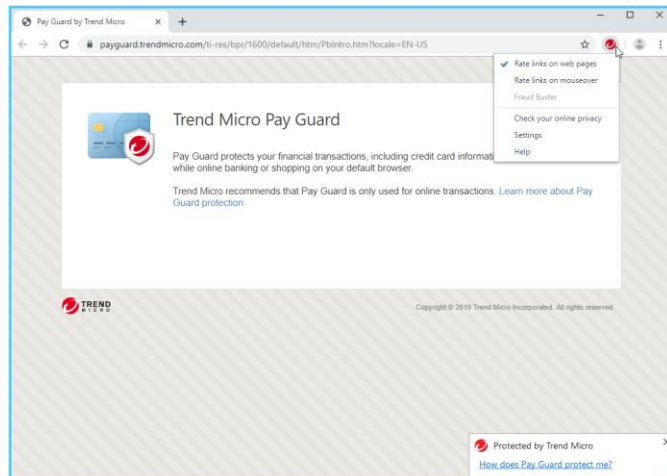 Pay Guard by Trend Micro
payguard.trendmicro.com/ti-res/bpr/1600/default/htm/PbIntro.htm?locale=EN-US
Rate links on web pages
Rate links on mouseover
Fraud Buster
Check your online privacy
Settings
Help
Trend Micro Pay Guard
Pay Guard protects your financial transactions, including credit card informati
while online banking or shopping on your default browser.
Trend Micro recommends that Pay Guard is only used for online transactions. Learn more about Pay
Guard protection
TREND
MICRO
Copyright © 2019 Trend Micro Incorporated. All rights reserved.
Protected by Trend Micro
How does Pay Guard protect me?